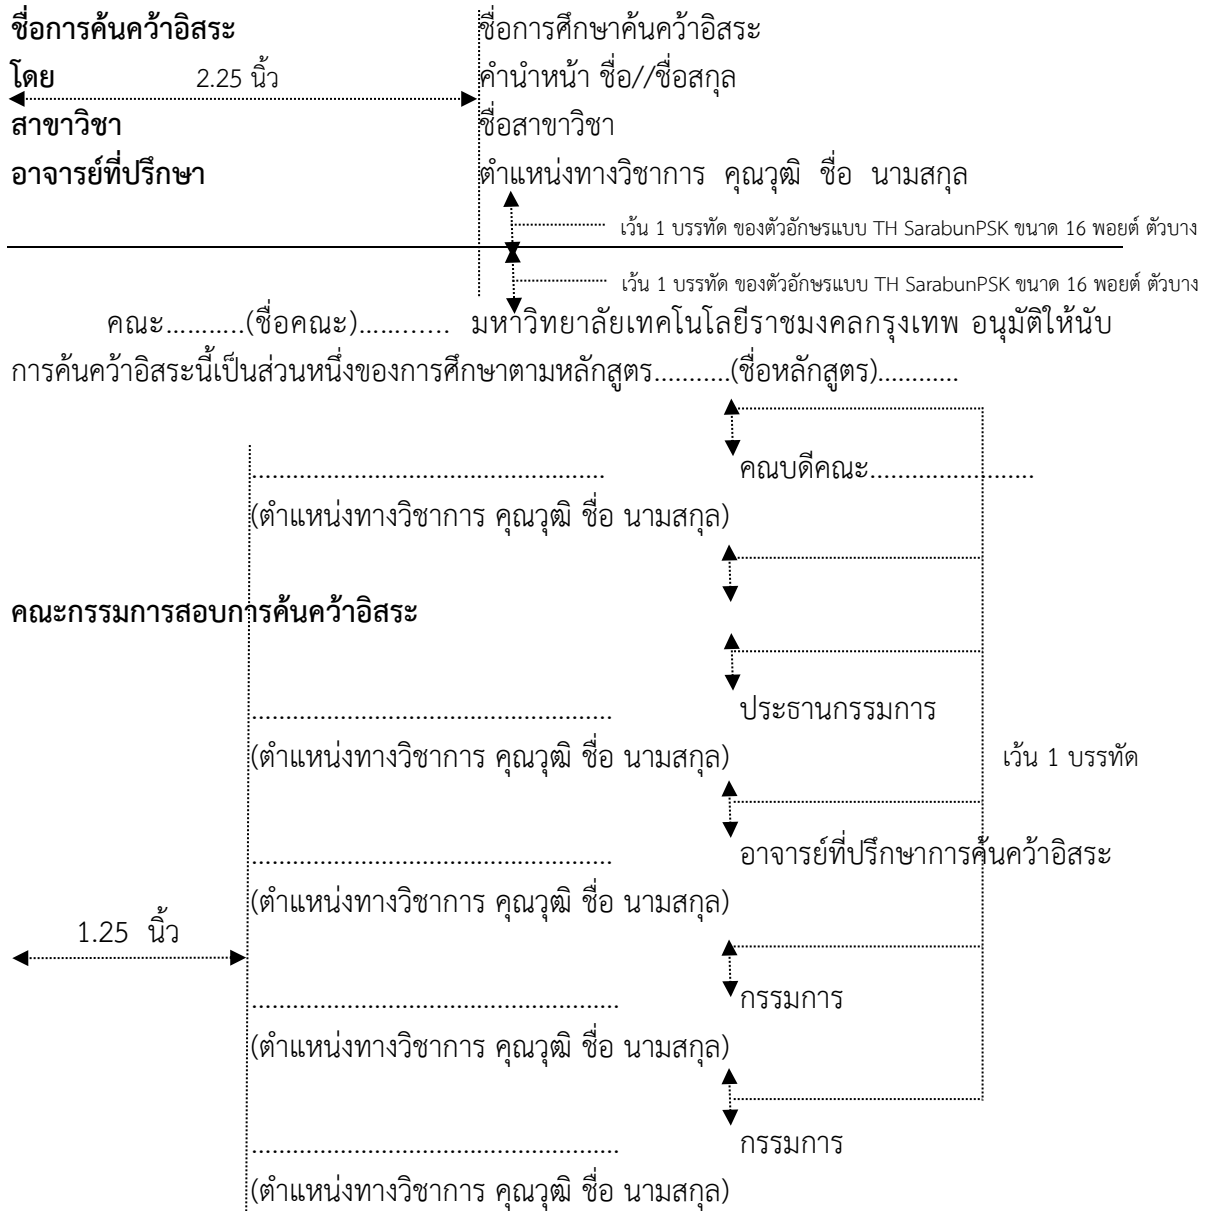 ชื่อการค้นคว้าอิสระ ชื่อการศึกษาค้นคว้าอิสระ
โดย 2.25 นิ้ว คำนำหน้า ชื่อ//ชื่อสกุล
สาขาวิชา ชื่อสาขาวิชา
อาจารย์ที่ปรึกษา ตำแหน่งทางวิชาการ คุณวุฒิ ชื่อ นามสกุล
เว้น 1 บรรทัด ของตัวอักษรแบบ TH SarabunPSK ขนาด 16 พอยต์ ตัวบาง
เว้น 1 บรรทัด ของตัวอักษรแบบ TH SarabunPSK ขนาด 16 พอยต์ ตัวบาง
คณะ...........(ชื่อคณะ)............. มหาวิทยาลัยเทคโนโลยีราชมงคลกรุงเทพ อนุมัติให้นับ
การค้นคว้าอิสระนี้เป็นส่วนหนึ่งของการศึกษาตามหลักสูตร...........(ชื่อหลักสูตร)............
.................................................... คณบดีคณะ........................
(ตำแหน่งทางวิชาการ คุณวุฒิ ชื่อ นามสกุล)
คณะกรรมการสอบการค้นคว้าอิสระ
..................................................... ประธานกรรมการ
(ตำแหน่งทางวิชาการ คุณวุฒิ ชื่อ นามสกุล) เว้น 1 บรรทัด
..................................................... อาจารย์ที่ปรึกษาการค้นคว้าอิสระ
(ตำแหน่งทางวิชาการ คุณวุฒิ ชื่อ นามสกุล)
1.25 นิ้ว
...................................................... กรรมการ
(ตำแหน่งทางวิชาการ คุณวุฒิ ชื่อ นามสกุล)
...................................................... กรรมการ
(ตำแหน่งทางวิชาการ คุณวุฒิ ชื่อ นามสกุล)